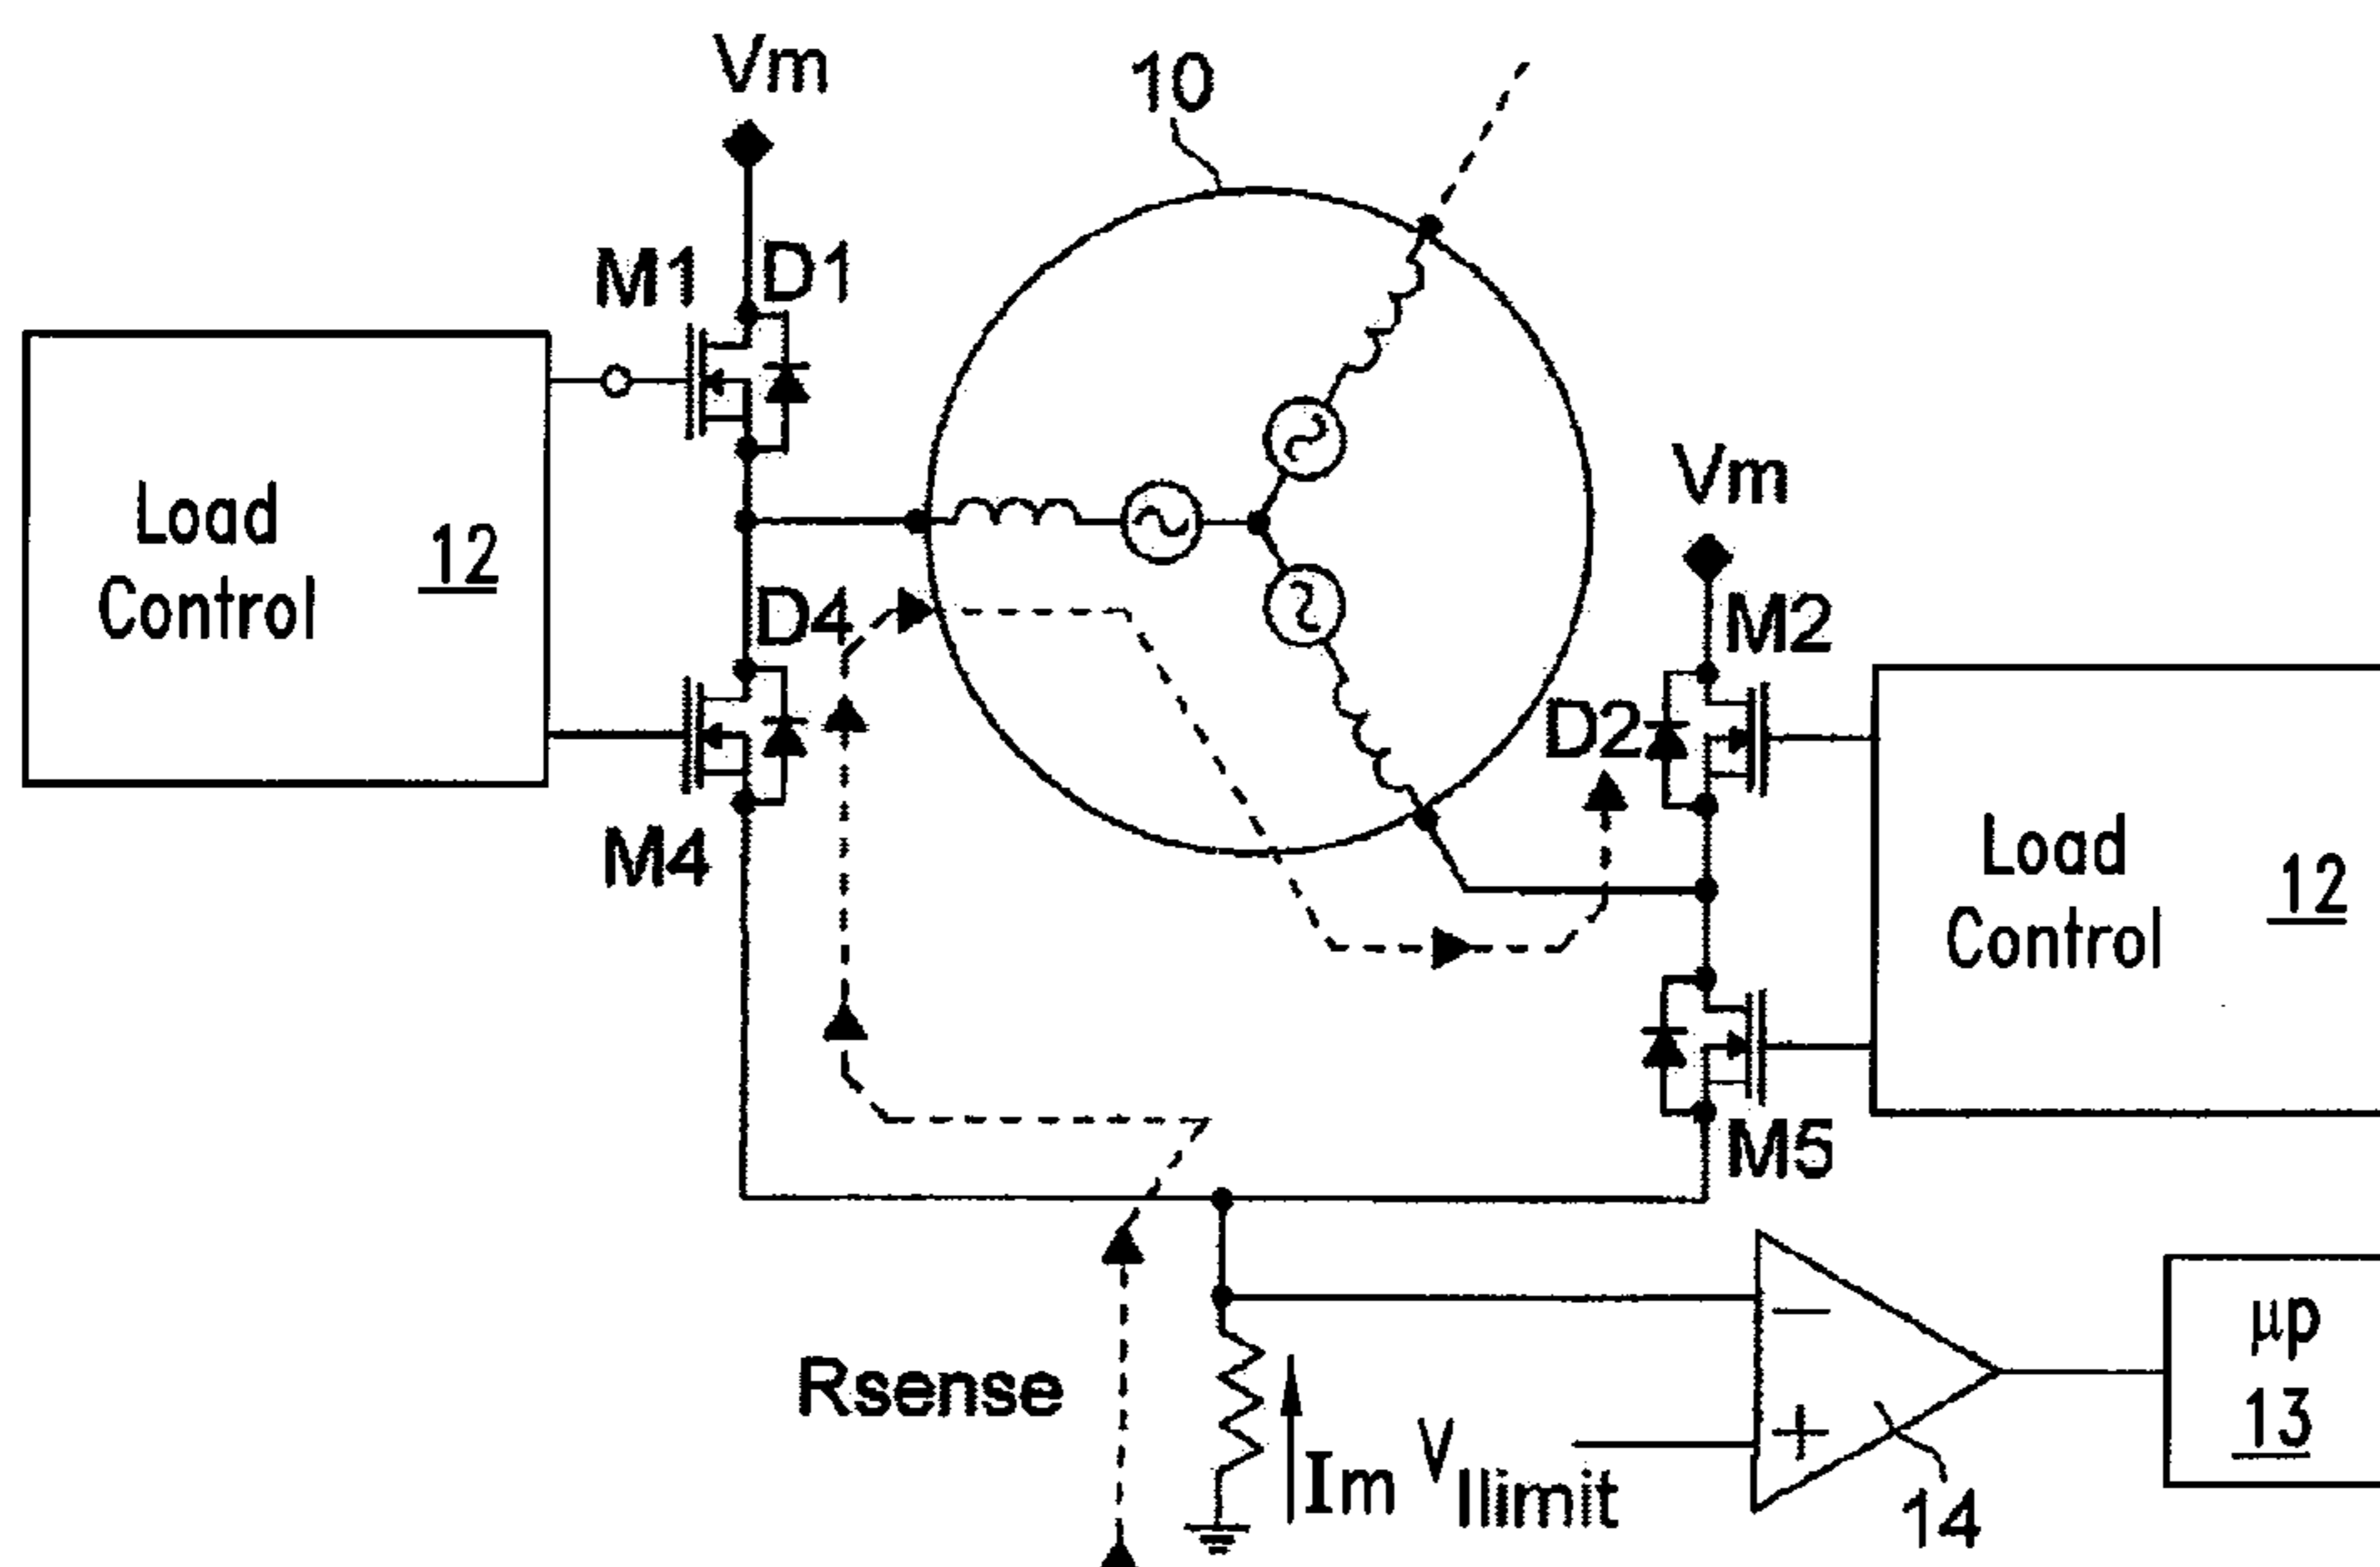 Vm
10
M1 D1
Load
Control 12
Vm
D4
M2
D2
M4
Load
Control 12
M5
Rsense
Im
VIlimit
−
+
14
μp
13